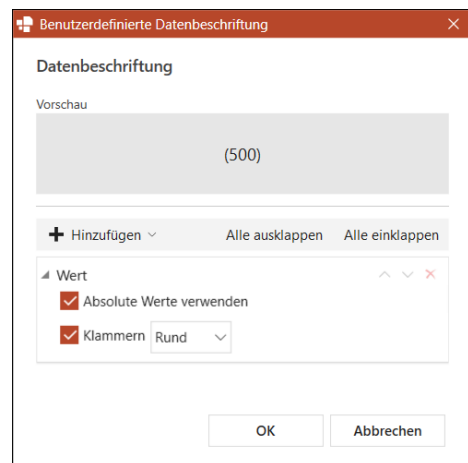 Benutzerdefinierte Datenbeschriftung
Datenbeschriftung
Vorschau
(500)
Hinzufügen Alle ausklappen Alle einklappen
Wert
Absolute Werte verwenden
Klammern Rund
OK Abbrechen